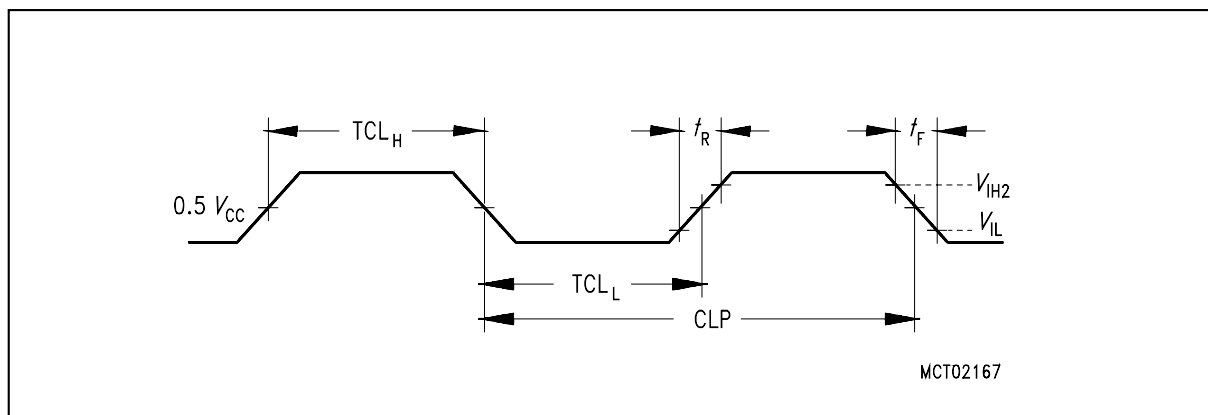 TCL_H
t_R
t_F
V_IH2
0.5 V_CC
V_IL
TCL_L
CLP
MCT02167